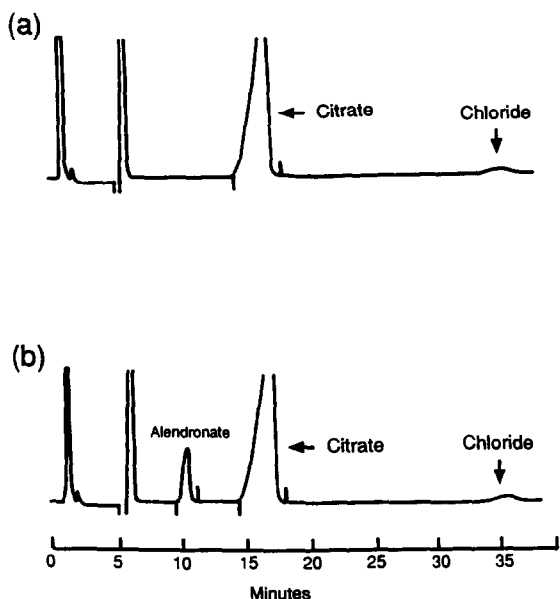 (a)
Citrate
Chloride
(b)
Alendronate
Citrate
Chloride
0 5 10 15 20 25 30 35
Minutes